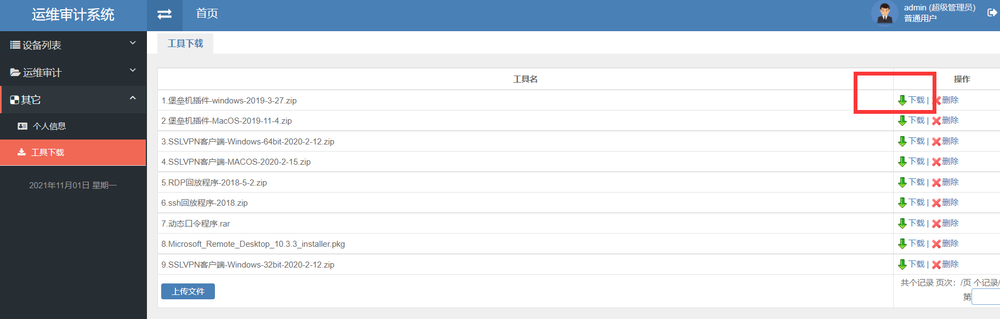 运维审计系统
首页
admin (超级管理员)
普通用户
设备列表
运维审计
其它
个人信息
工具下载
2021年11月01日 星期一
工具下载
工具名 操作
1.堡垒机插件-windows-2019-3-27.zip 下载 | 删除
2.堡垒机插件-MacOS-2019-11-4.zip 下载 | 删除
3.SSLVPN客户端-Windows-64bit-2020-2-12.zip 下载 | 删除
4.SSLVPN客户端-MACOS-2020-2-15.zip 下载 | 删除
5.RDP回放程序-2018-5-2.zip 下载 | 删除
6.ssh回放程序-2018.zip 下载 | 删除
7.动态口令程序.rar 下载 | 删除
8.Microsoft_Remote_Desktop_10.3.3_installer.pkg 下载 | 删除
9.SSLVPN客户端-Windows-32bit-2020-2-12.zip 下载 | 删除
上传文件
共个记录 页次：/页 个记录/
第